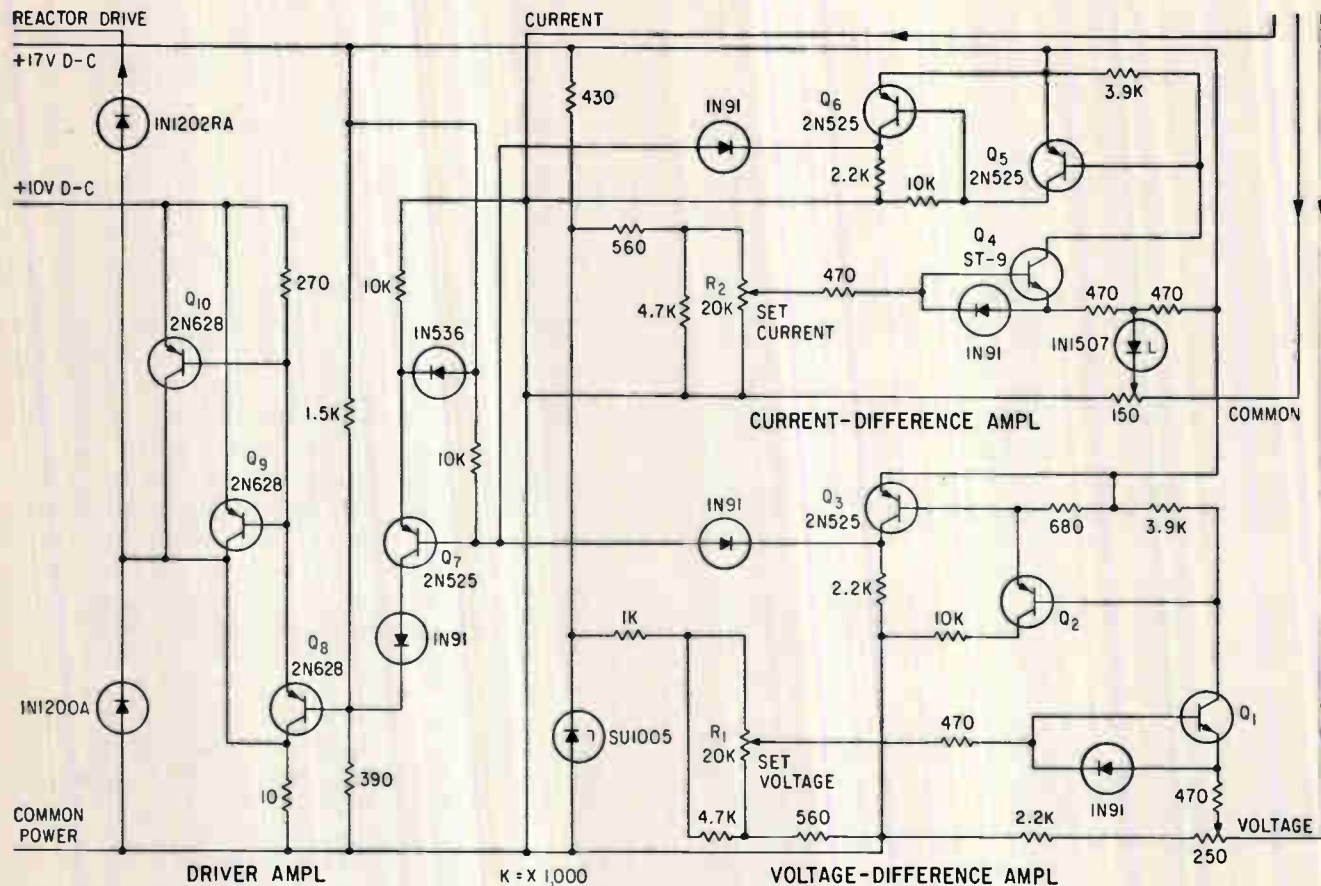 REACTOR DRIVE
CURRENT
+17V D-C
430
Q6
2N525
3.9K
IN1202RA
IN91
Q5
2N525
2.2K
10K
+10V D-C
560
Q4
ST-9
270
10K
470
470
470
Q10
2N628
4.7K
R2
20K
SET
CURRENT
IN91
IN1507
L
IN536
1.5K
150
COMMON
CURRENT-DIFFERENCE AMPL
10K
Q9
2N628
IN91
Q3
2N525
680
3.9K
Q7
2N525
2.2K
1K
10K
Q2
IN91
Q8
2N628
IN1200A
SU1005
R1
20K
SET
VOLTAGE
470
Q1
IN91
390
10
470
COMMON
POWER
4.7K
560
2.2K
VOLTAGE
250
DRIVER AMPL
K = X 1,000
VOLTAGE-DIFFERENCE AMPL